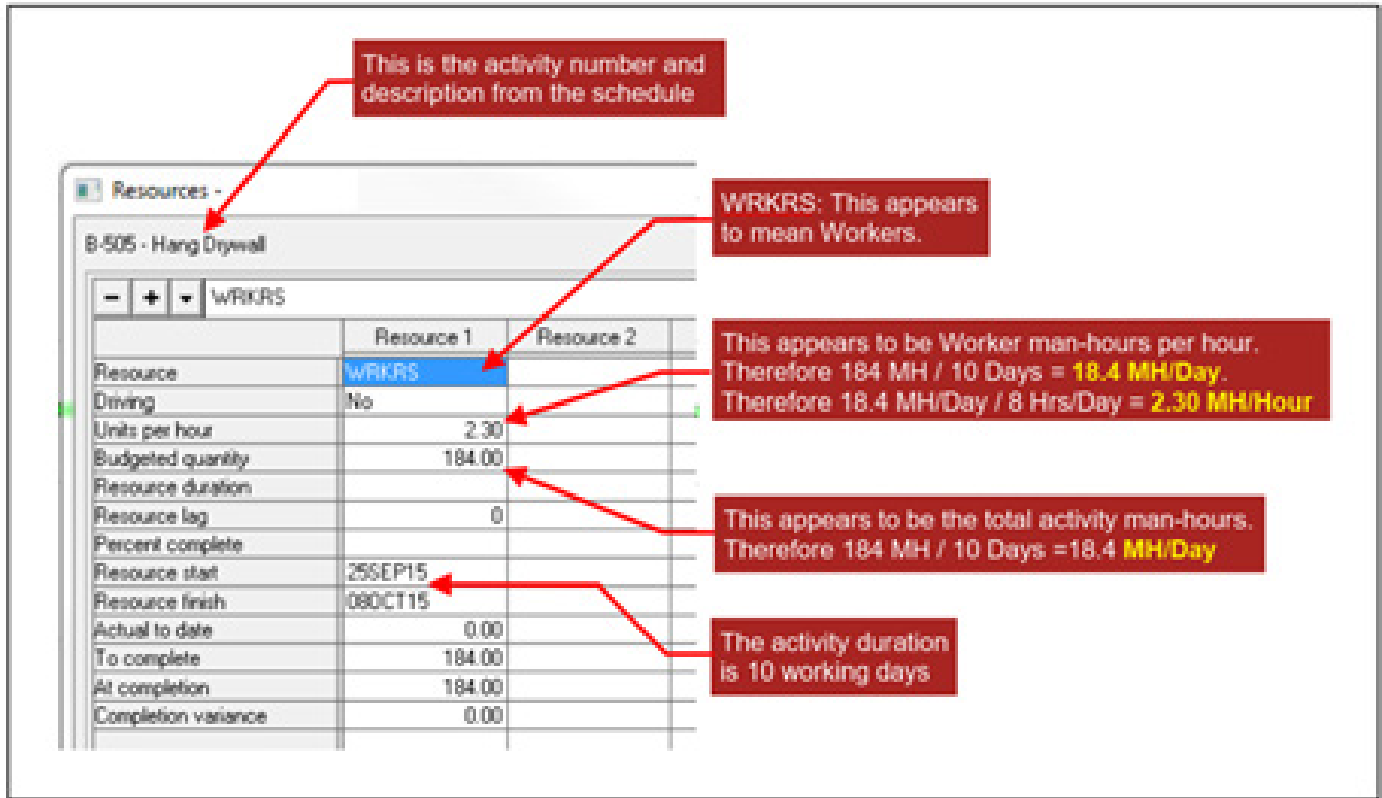 This is the activity number and
description from the schedule
Resources -
B-505 - Hang Drywall
WRKRS: This appears
to mean Workers.
− + WRKRS
Resource 1 Resource 2
Resource WRKRS
Driving No
Units per hour 2.30
Budgeted quantity 184.00
Resource duration
Resource lag 0
Percent complete
Resource start 25SEP15
Resource finish 08OCT15
Actual to date 0.00
To complete 184.00
At completion 184.00
Completion variance 0.00
This appears to be Worker man-hours per hour.
Therefore 184 MH / 10 Days = 18.4 MH/Day.
Therefore 18.4 MH/Day / 8 Hrs/Day = 2.30 MH/Hour
This appears to be the total activity man-hours.
Therefore 184 MH / 10 Days =18.4 MH/Day
The activity duration
is 10 working days